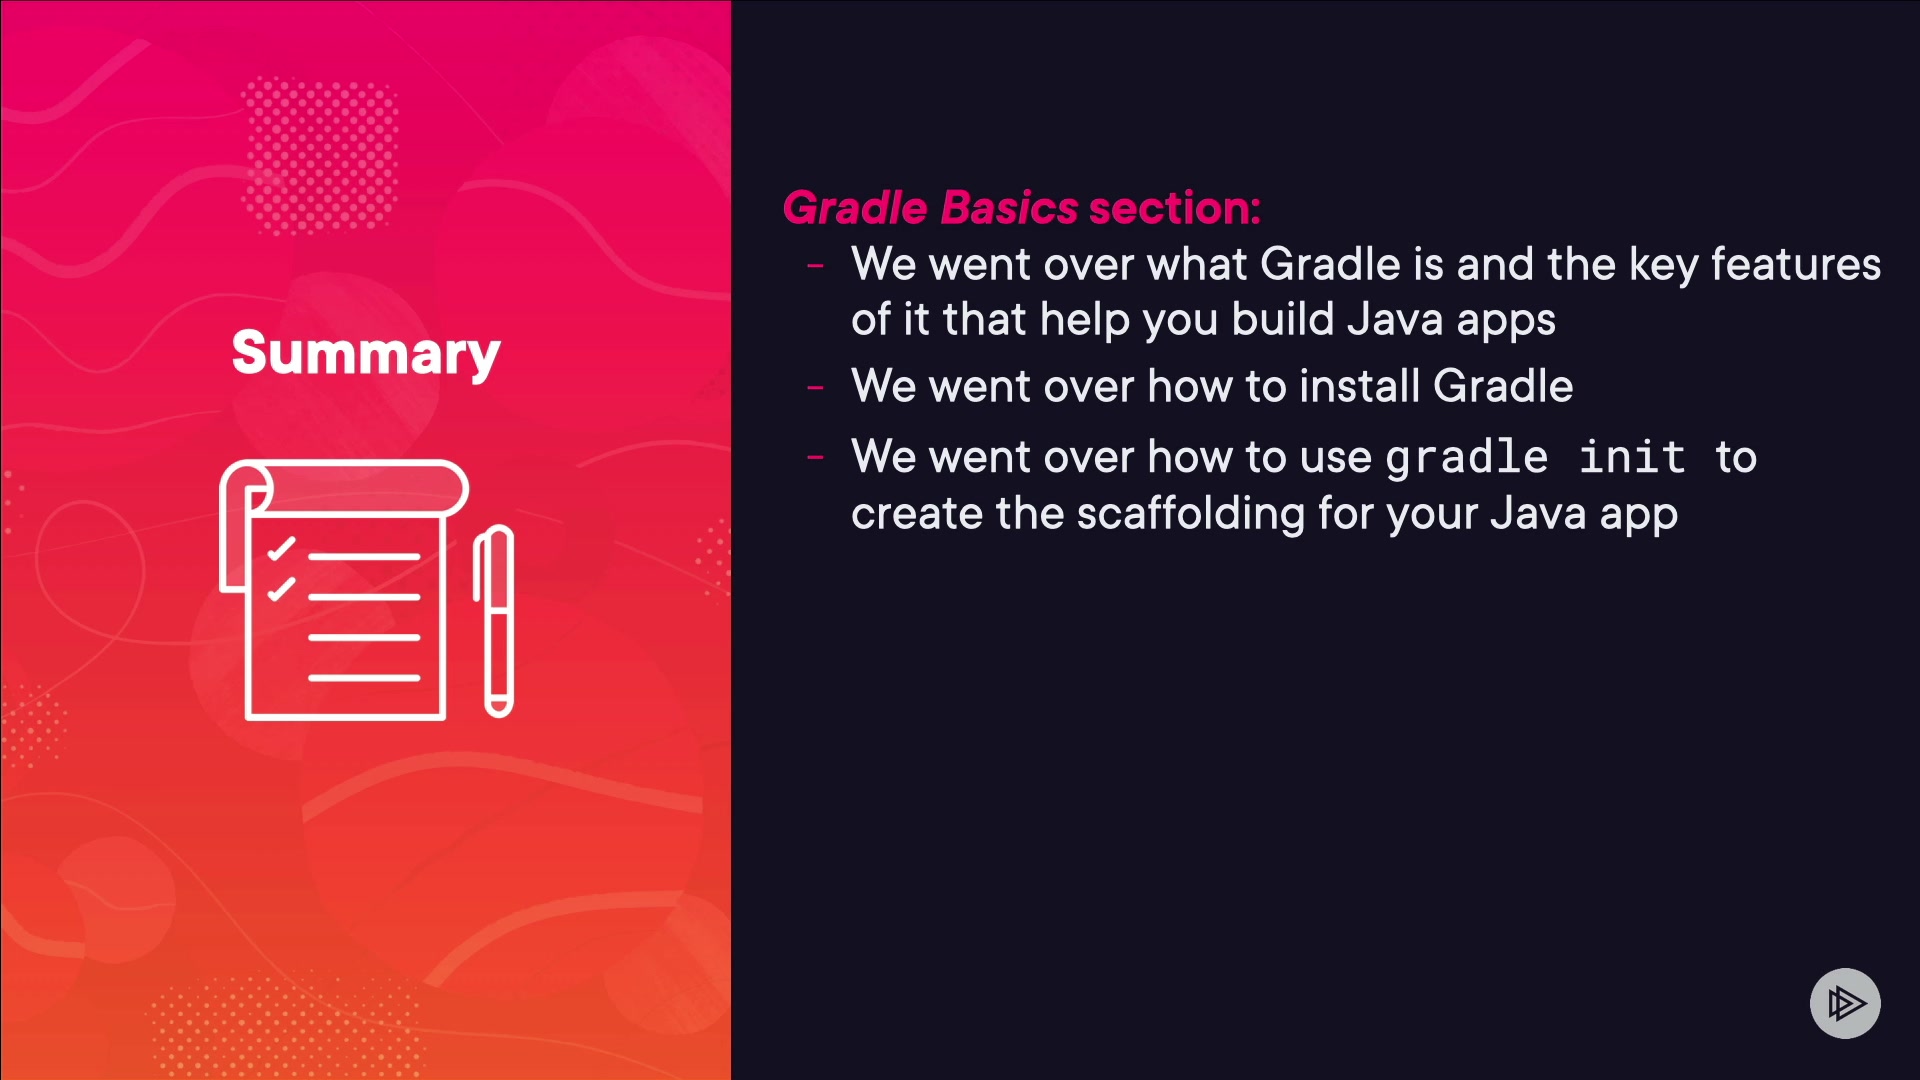 Summary
Gradle Basics section:
- We went over what Gradle is and the key features
of it that help you build Java apps
- We went over how to install Gradle
- We went over how to use gradle init to
create the scaffolding for your Java app